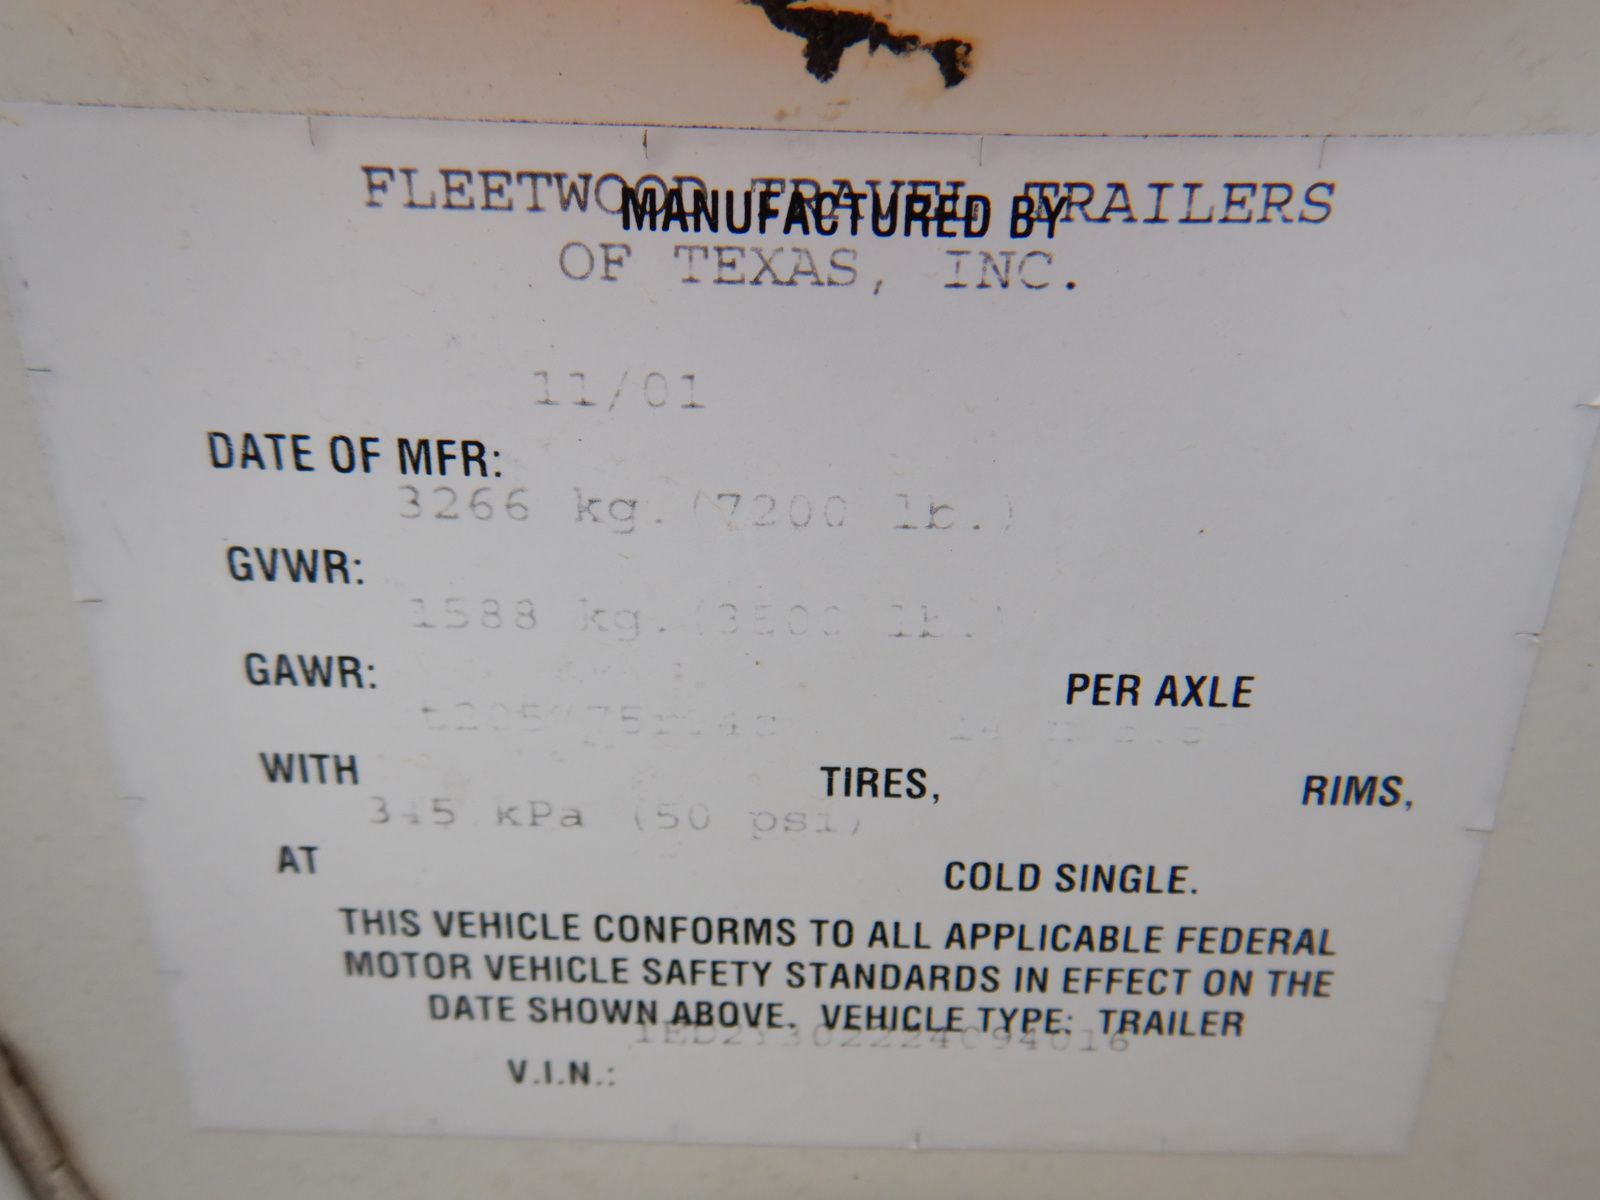 FLEETWOOD TRAVEL TRAILERS
MANUFACTURED BY
OF TEXAS, INC.
11/01
DATE OF MFR:
3266 kg. (7200 lb.)
GVWR:
1588 kg. (3500 lb.)
GAWR:
PER AXLE
WITH TIRES, RIMS,
345 kPa (50 psi)
AT COLD SINGLE.
THIS VEHICLE CONFORMS TO ALL APPLICABLE FEDERAL
MOTOR VEHICLE SAFETY STANDARDS IN EFFECT ON THE
DATE SHOWN ABOVE. VEHICLE TYPE: TRAILER
V.I.N.: